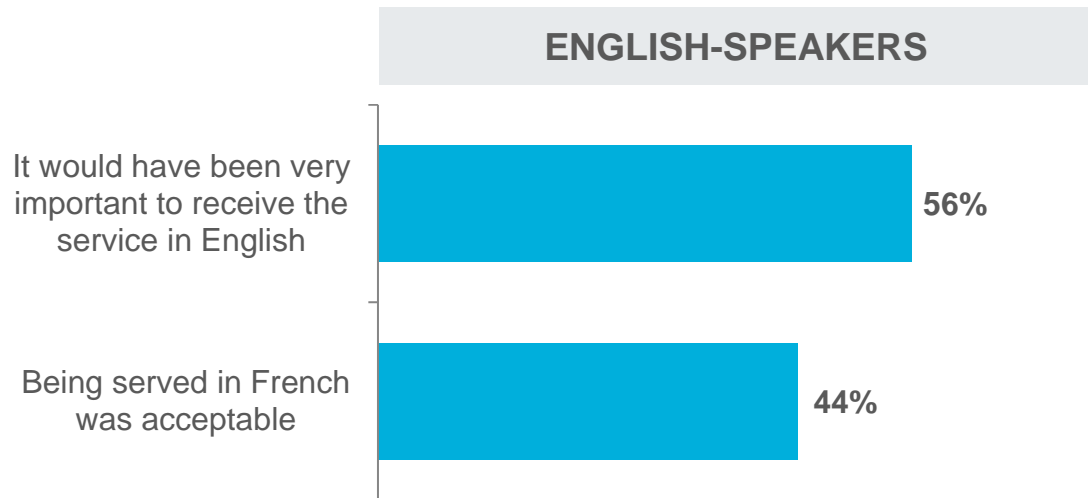 ENGLISH-SPEAKERS
It would have been very
important to receive the
service in English
56%
Being served in French
was acceptable
44%